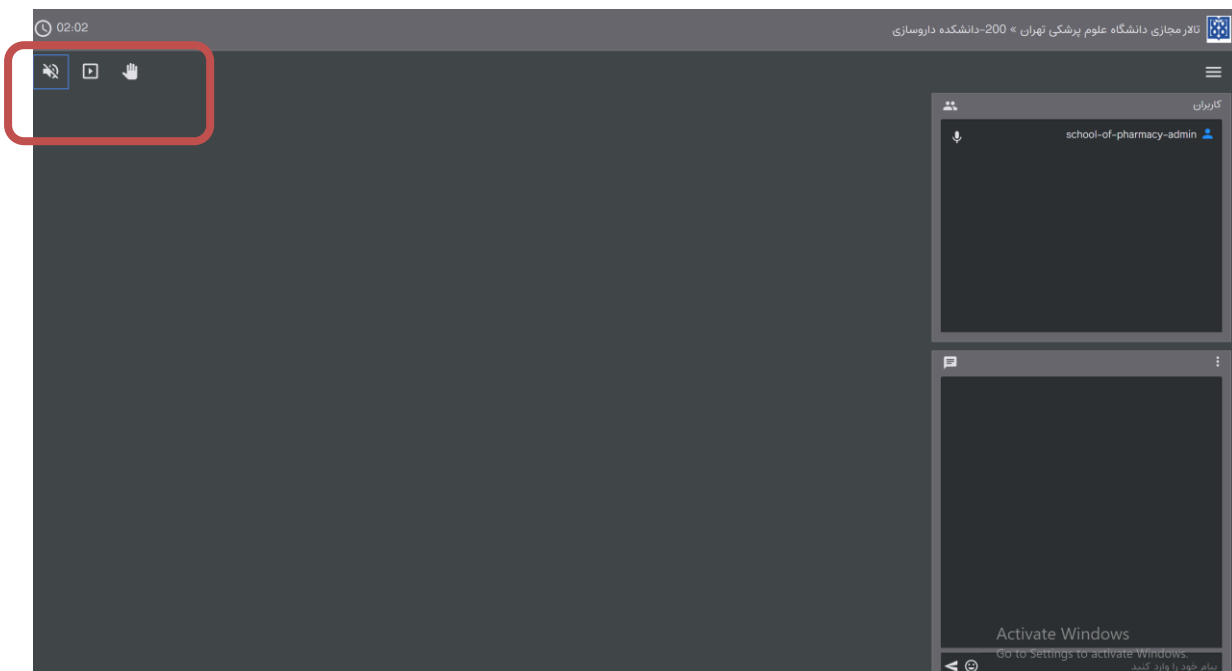 02:02
تالار مجازی دانشگاه علوم پزشکی تهران » 200-دانشکده داروسازی
کاربران
school-of-pharmacy-admin
Activate Windows
Go to Settings to activate Windows.
پیام خود را وارد کنید